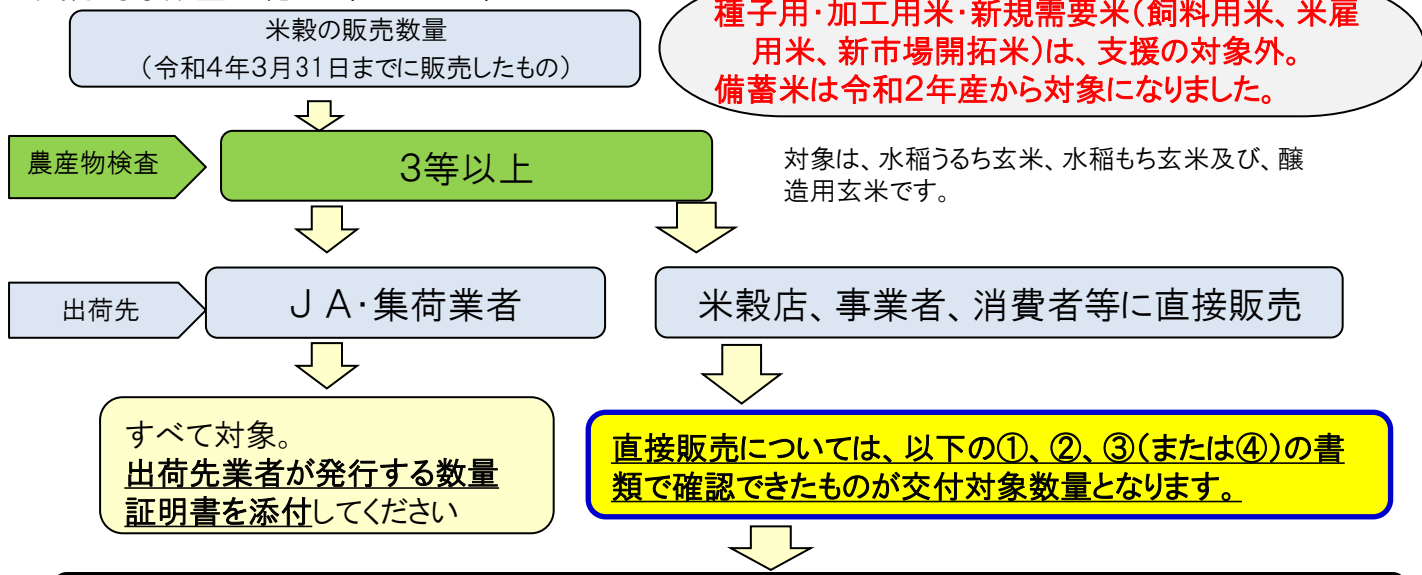 米穀の販売数量
(令和4年3月31日までに販売したもの)
種子用・加工用米・新規需要米(飼料用米、米雇
用米、新市場開拓米)は、支援の対象外。
備蓄米は令和2年産から対象になりました。
農産物検査
3等以上
対象は、水稲うるち玄米、水稲もち玄米及び、醸
造用玄米です。
出荷先
JA・集荷業者
米穀店、事業者、消費者等に直接販売
すべて対象。
出荷先業者が発行する数量
証明書を添付してください
直接販売については、以下の①、②、③(または④)の書
類で確認できたものが交付対象数量となります。